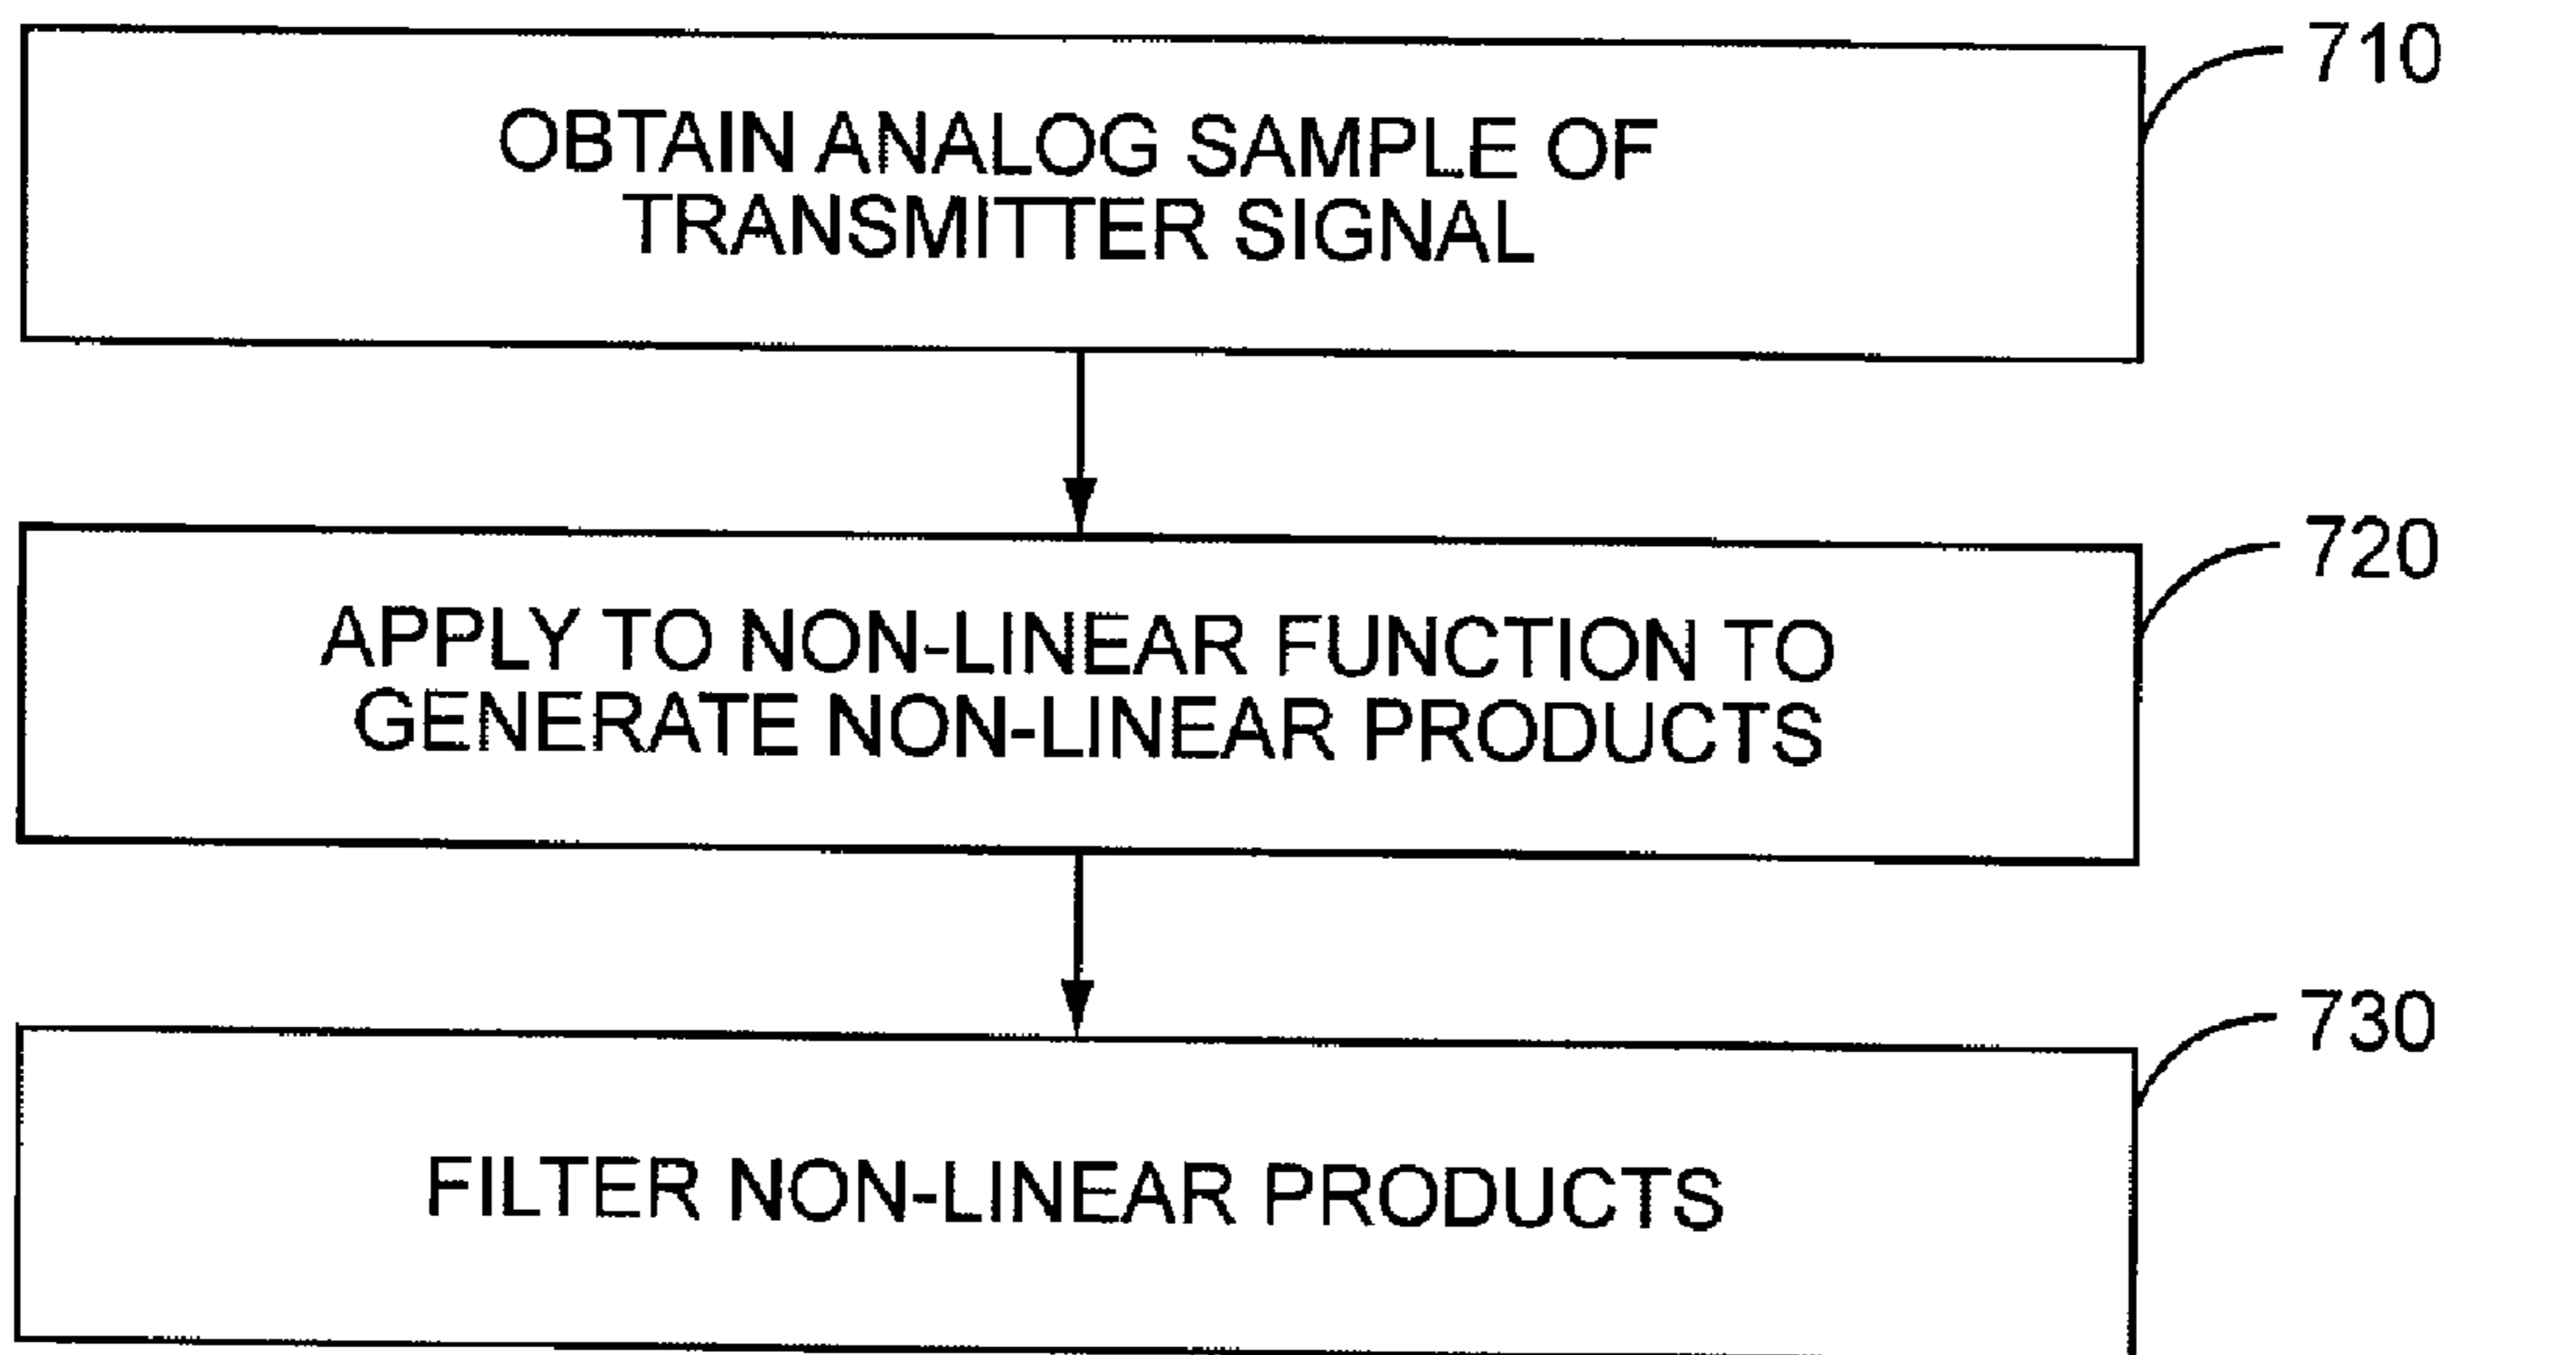 710
OBTAIN ANALOG SAMPLE OF
TRANSMITTER SIGNAL
720
APPLY TO NON-LINEAR FUNCTION TO
GENERATE NON-LINEAR PRODUCTS
730
FILTER NON-LINEAR PRODUCTS